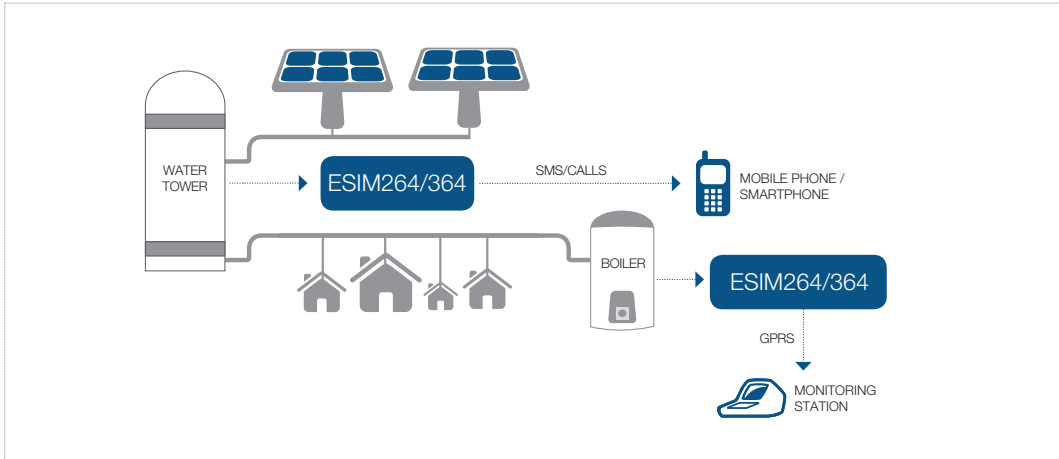 WATER
TOWER
ESIM264/364
SMS/CALLS
MOBILE PHONE /
SMARTPHONE
BOILER
ESIM264/364
GPRS
MONITORING
STATION